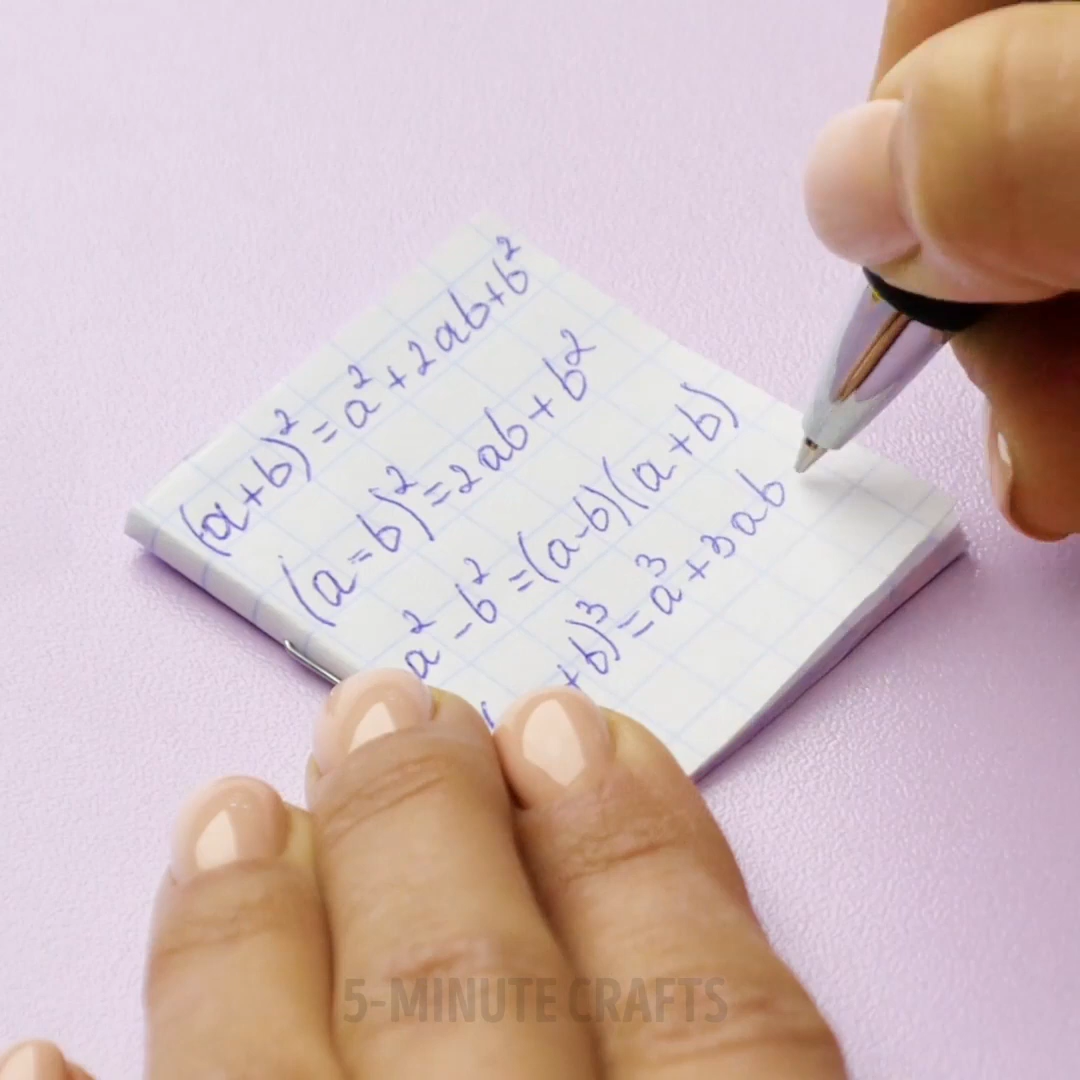 (a+b)²=a²+2ab+b²
(a=b)²=2ab+b²
a²-b²=(a-b)(a+b)
+b)³=a³+3ab
5-MINUTE CRAFTS